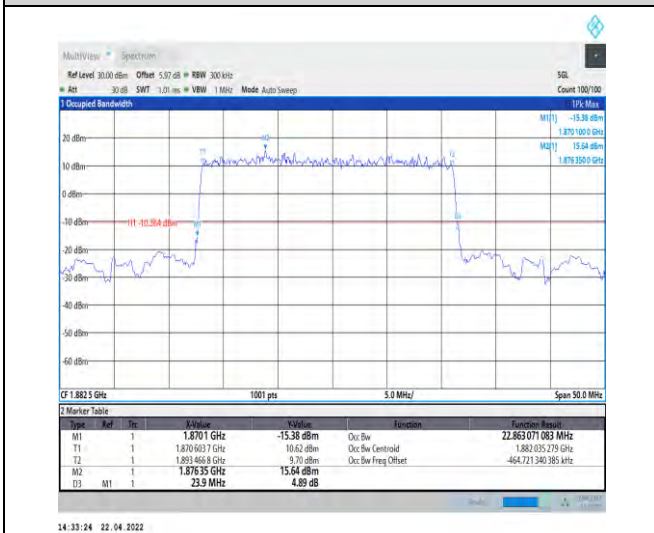 MultiView Spectrum
Ref Level 30.00 dBm Offset 5.97 dB RBW 300 kHz SGL
Att 30 dB SWT 1.01 ms VBW 1 MHz Mode Auto Sweep Count 100/100
1 Occupied Bandwidth 1Pk Max
M1[1] -15.38 dBm
1.870 100 0 GHz
M2[1] 15.64 dBm
1.876 350 0 GHz
20 dBm
M2
T1
T2
10 dBm
0 dBm
-10 dBm
H1 -10.364 dBm
-20 dBm
-30 dBm
-40 dBm
-50 dBm
-60 dBm
CF 1.882 5 GHz 1001 pts 5.0 MHz/ Span 50.0 MHz
2 Marker Table
Type Ref Trc X-Value Y-Value Function Function Result
M1 1 1.8701 GHz -15.38 dBm Occ Bw 22.863 071 083 MHz
T1 1 1.870 603 7 GHz 10.62 dBm Occ Bw Centroid 1.882 035 279 GHz
T2 1 1.893 466 8 GHz 9.70 dBm Occ Bw Freq Offset -464.721 340 385 kHz
M2 1 1.876 35 GHz 15.64 dBm
D3 M1 1 23.9 MHz 4.89 dB
14:33:24 22.04.2022